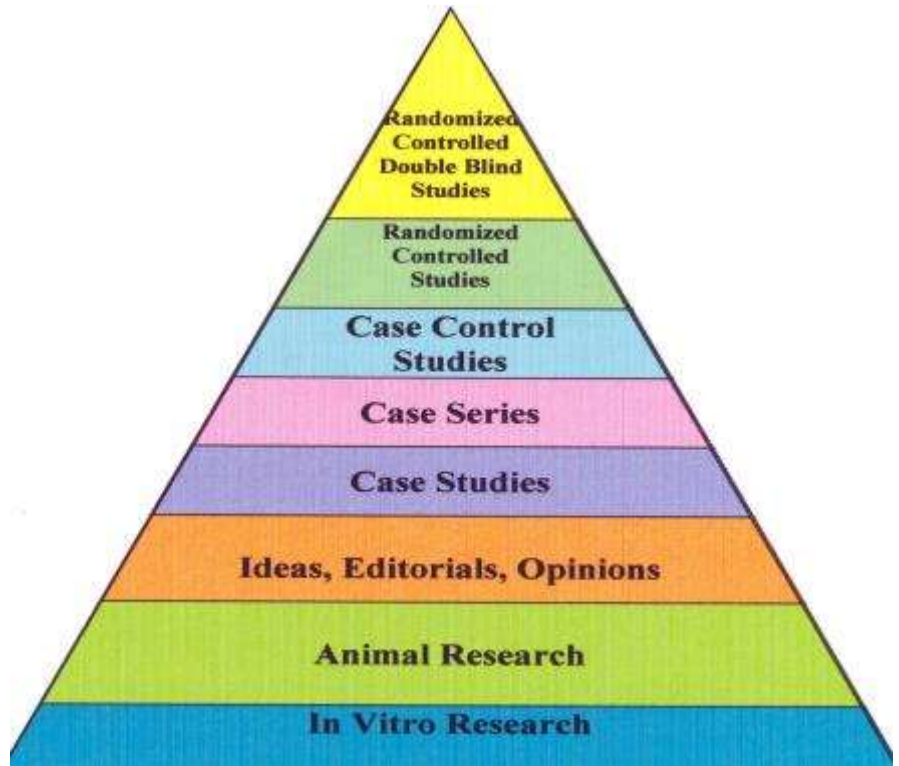 Randomized
Controlled
Double Blind
Studies
Randomized
Controlled
Studies
Case Control
Studies
Case Series
Case Studies
Ideas, Editorials, Opinions
Animal Research
In Vitro Research